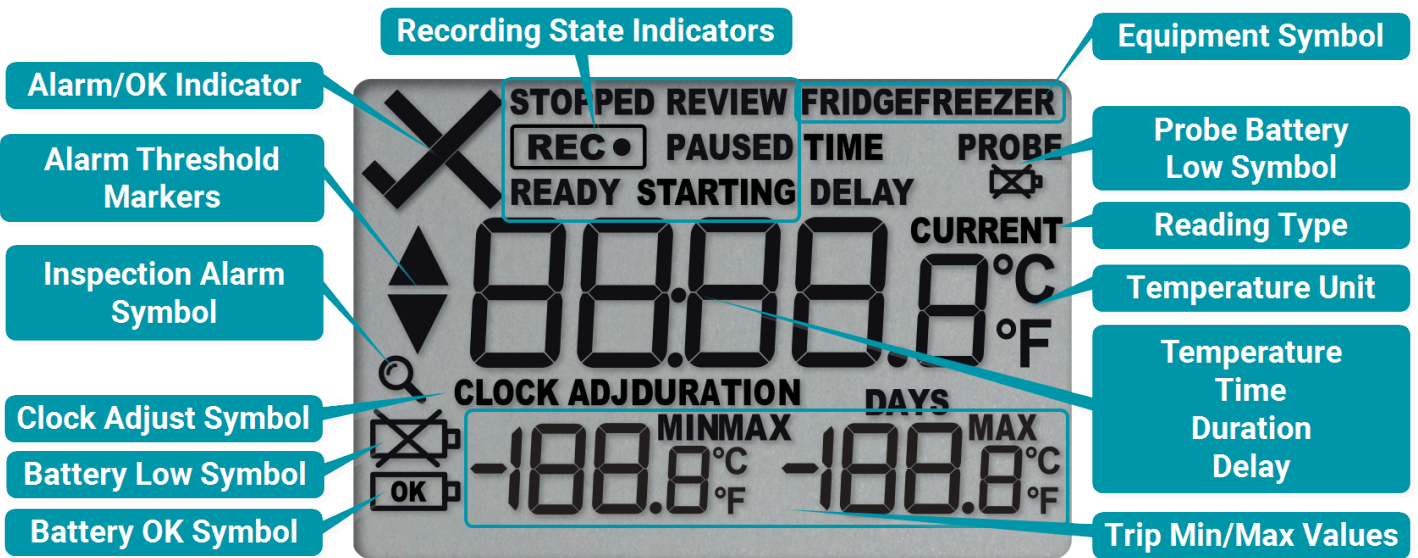 Recording State Indicators
Equipment Symbol
Alarm/OK Indicator
Alarm Threshold
Markers
Inspection Alarm
Symbol
Clock Adjust Symbol
Battery Low Symbol
Battery OK Symbol
STOPPED REVIEW FRIDGEFREEZER
REC PAUSED TIME PROBE
READY STARTING DELAY
CURRENT
88:88.8 °C
°F
CLOCK ADJDURATION DAYS
MINMAX MAX
-188.8 °C -188.8 °C
°F °F
OK
Probe Battery
Low Symbol
Reading Type
Temperature Unit
Temperature
Time
Duration
Delay
Trip Min/Max Values